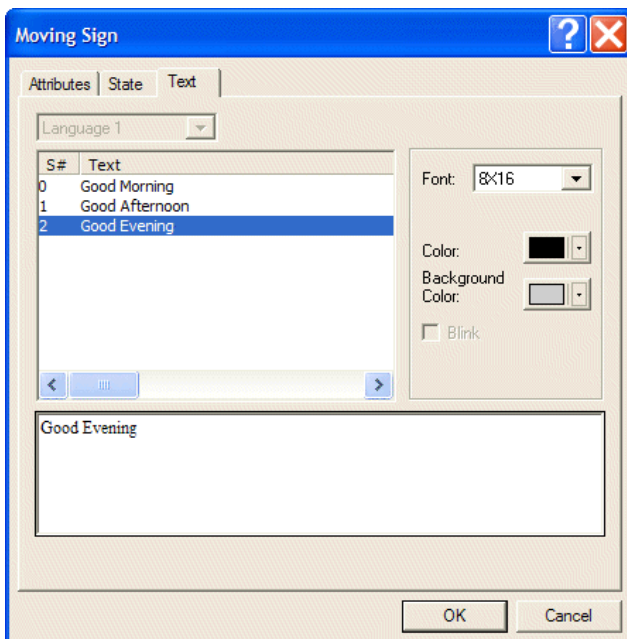 Moving Sign
Attributes State Text
Language 1
S# Text
0 Good Morning
1 Good Afternoon
2 Good Evening
Font: 8X16
Color:
Background
Color:
Blink
Good Evening
OK Cancel